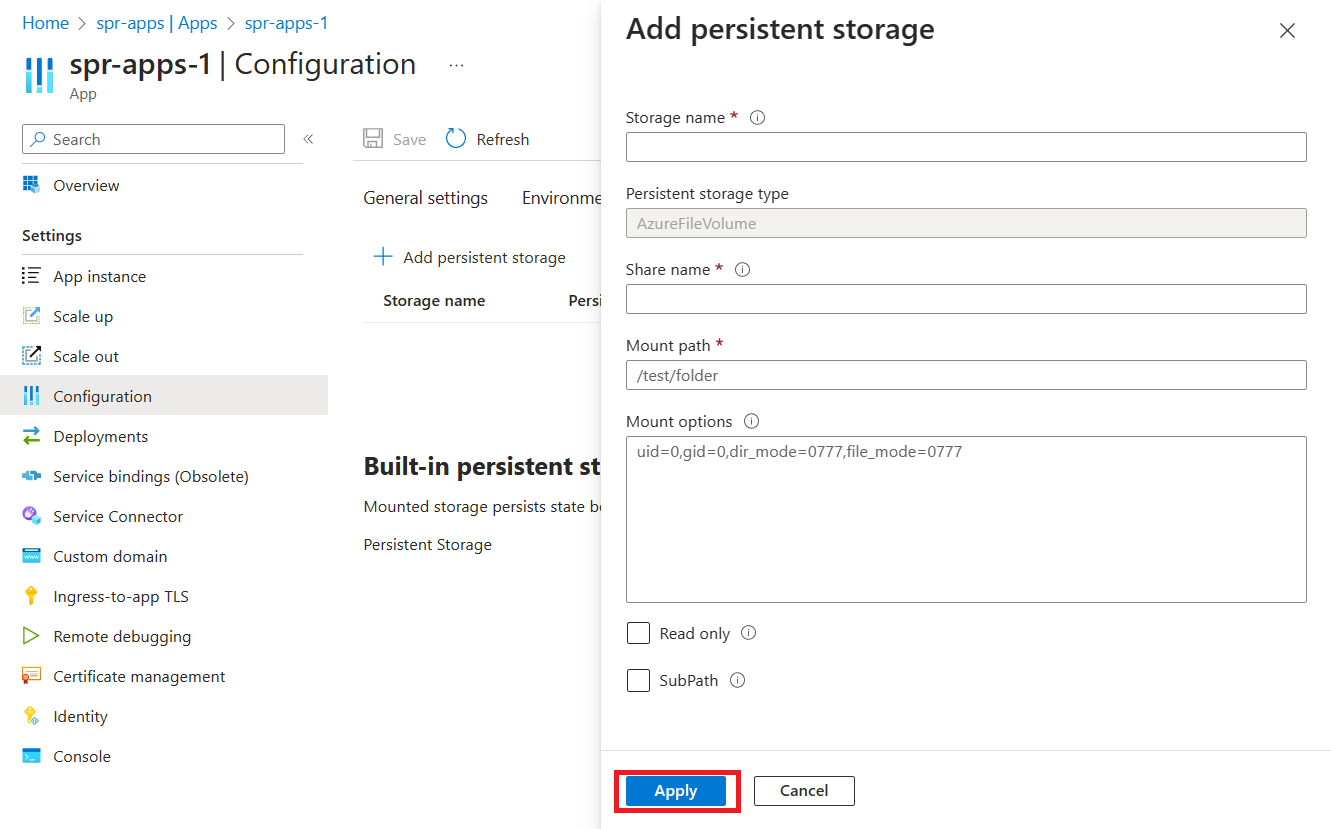 Home > spr-apps | Apps > spr-apps-1
spr-apps-1 | Configuration ...
App
Search «
Overview
Settings
App instance
Scale up
Scale out
Configuration
Deployments
Service bindings (Obsolete)
Service Connector
Custom domain
Ingress-to-app TLS
Remote debugging
Certificate management
Identity
Console
Save Refresh
General settings Environme
+ Add persistent storage
Storage name Persi
Built-in persistent st
Mounted storage persists state be
Persistent Storage
Add persistent storage
Storage name *
Persistent storage type
AzureFileVolume
Share name *
Mount path *
/test/folder
Mount options
uid=0,gid=0,dir_mode=0777,file_mode=0777
Read only
SubPath
Apply Cancel